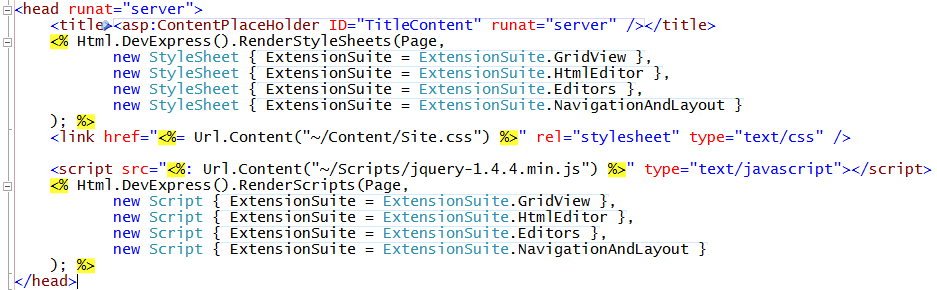 <head runat="server">
    <title><asp:ContentPlaceHolder ID="TitleContent" runat="server" /></title>
    <% Html.DevExpress().RenderStyleSheets(Page,
            new StyleSheet { ExtensionSuite = ExtensionSuite.GridView },
            new StyleSheet { ExtensionSuite = ExtensionSuite.HtmlEditor },
            new StyleSheet { ExtensionSuite = ExtensionSuite.Editors },
            new StyleSheet { ExtensionSuite = ExtensionSuite.NavigationAndLayout }
    ); %>
    <link href="<%= Url.Content("~/Content/Site.css") %>" rel="stylesheet" type="text/css" />

    <script src="<%: Url.Content("~/Scripts/jquery-1.4.4.min.js") %>" type="text/javascript"></script>
    <% Html.DevExpress().RenderScripts(Page,
            new Script { ExtensionSuite = ExtensionSuite.GridView },
            new Script { ExtensionSuite = ExtensionSuite.HtmlEditor },
            new Script { ExtensionSuite = ExtensionSuite.Editors },
            new Script { ExtensionSuite = ExtensionSuite.NavigationAndLayout }
    ); %>
</head>